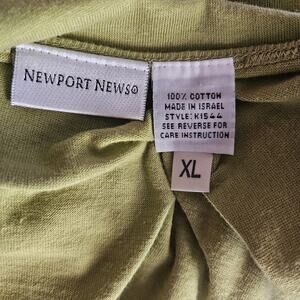 NEWPORT NEWS®
100% COTTON
MADE IN ISRAEL
STYLE: K1544
SEE REVERSE FOR
CARE INSTRUCTION
XL